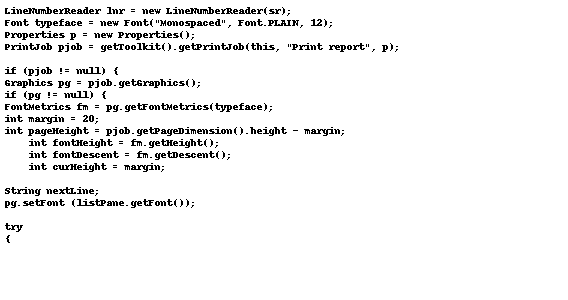 LineNumberReader lnr = new LineNumberReader(sr);
Font typeface = new Font("Monospaced", Font.PLAIN, 12);
Properties p = new Properties();
PrintJob pjob = getToolkit().getPrintJob(this, "Print report", p);

if (pjob != null) {
Graphics pg = pjob.getGraphics();
if (pg != null) {
FontMetrics fm = pg.getFontMetrics(typeface);
int margin = 20;
int pageHeight = pjob.getPageDimension().height - margin;
    int fontHeight = fm.getHeight();
    int fontDescent = fm.getDescent();
    int curHeight = margin;

String nextLine;
pg.setFont (listPane.getFont());

try
{